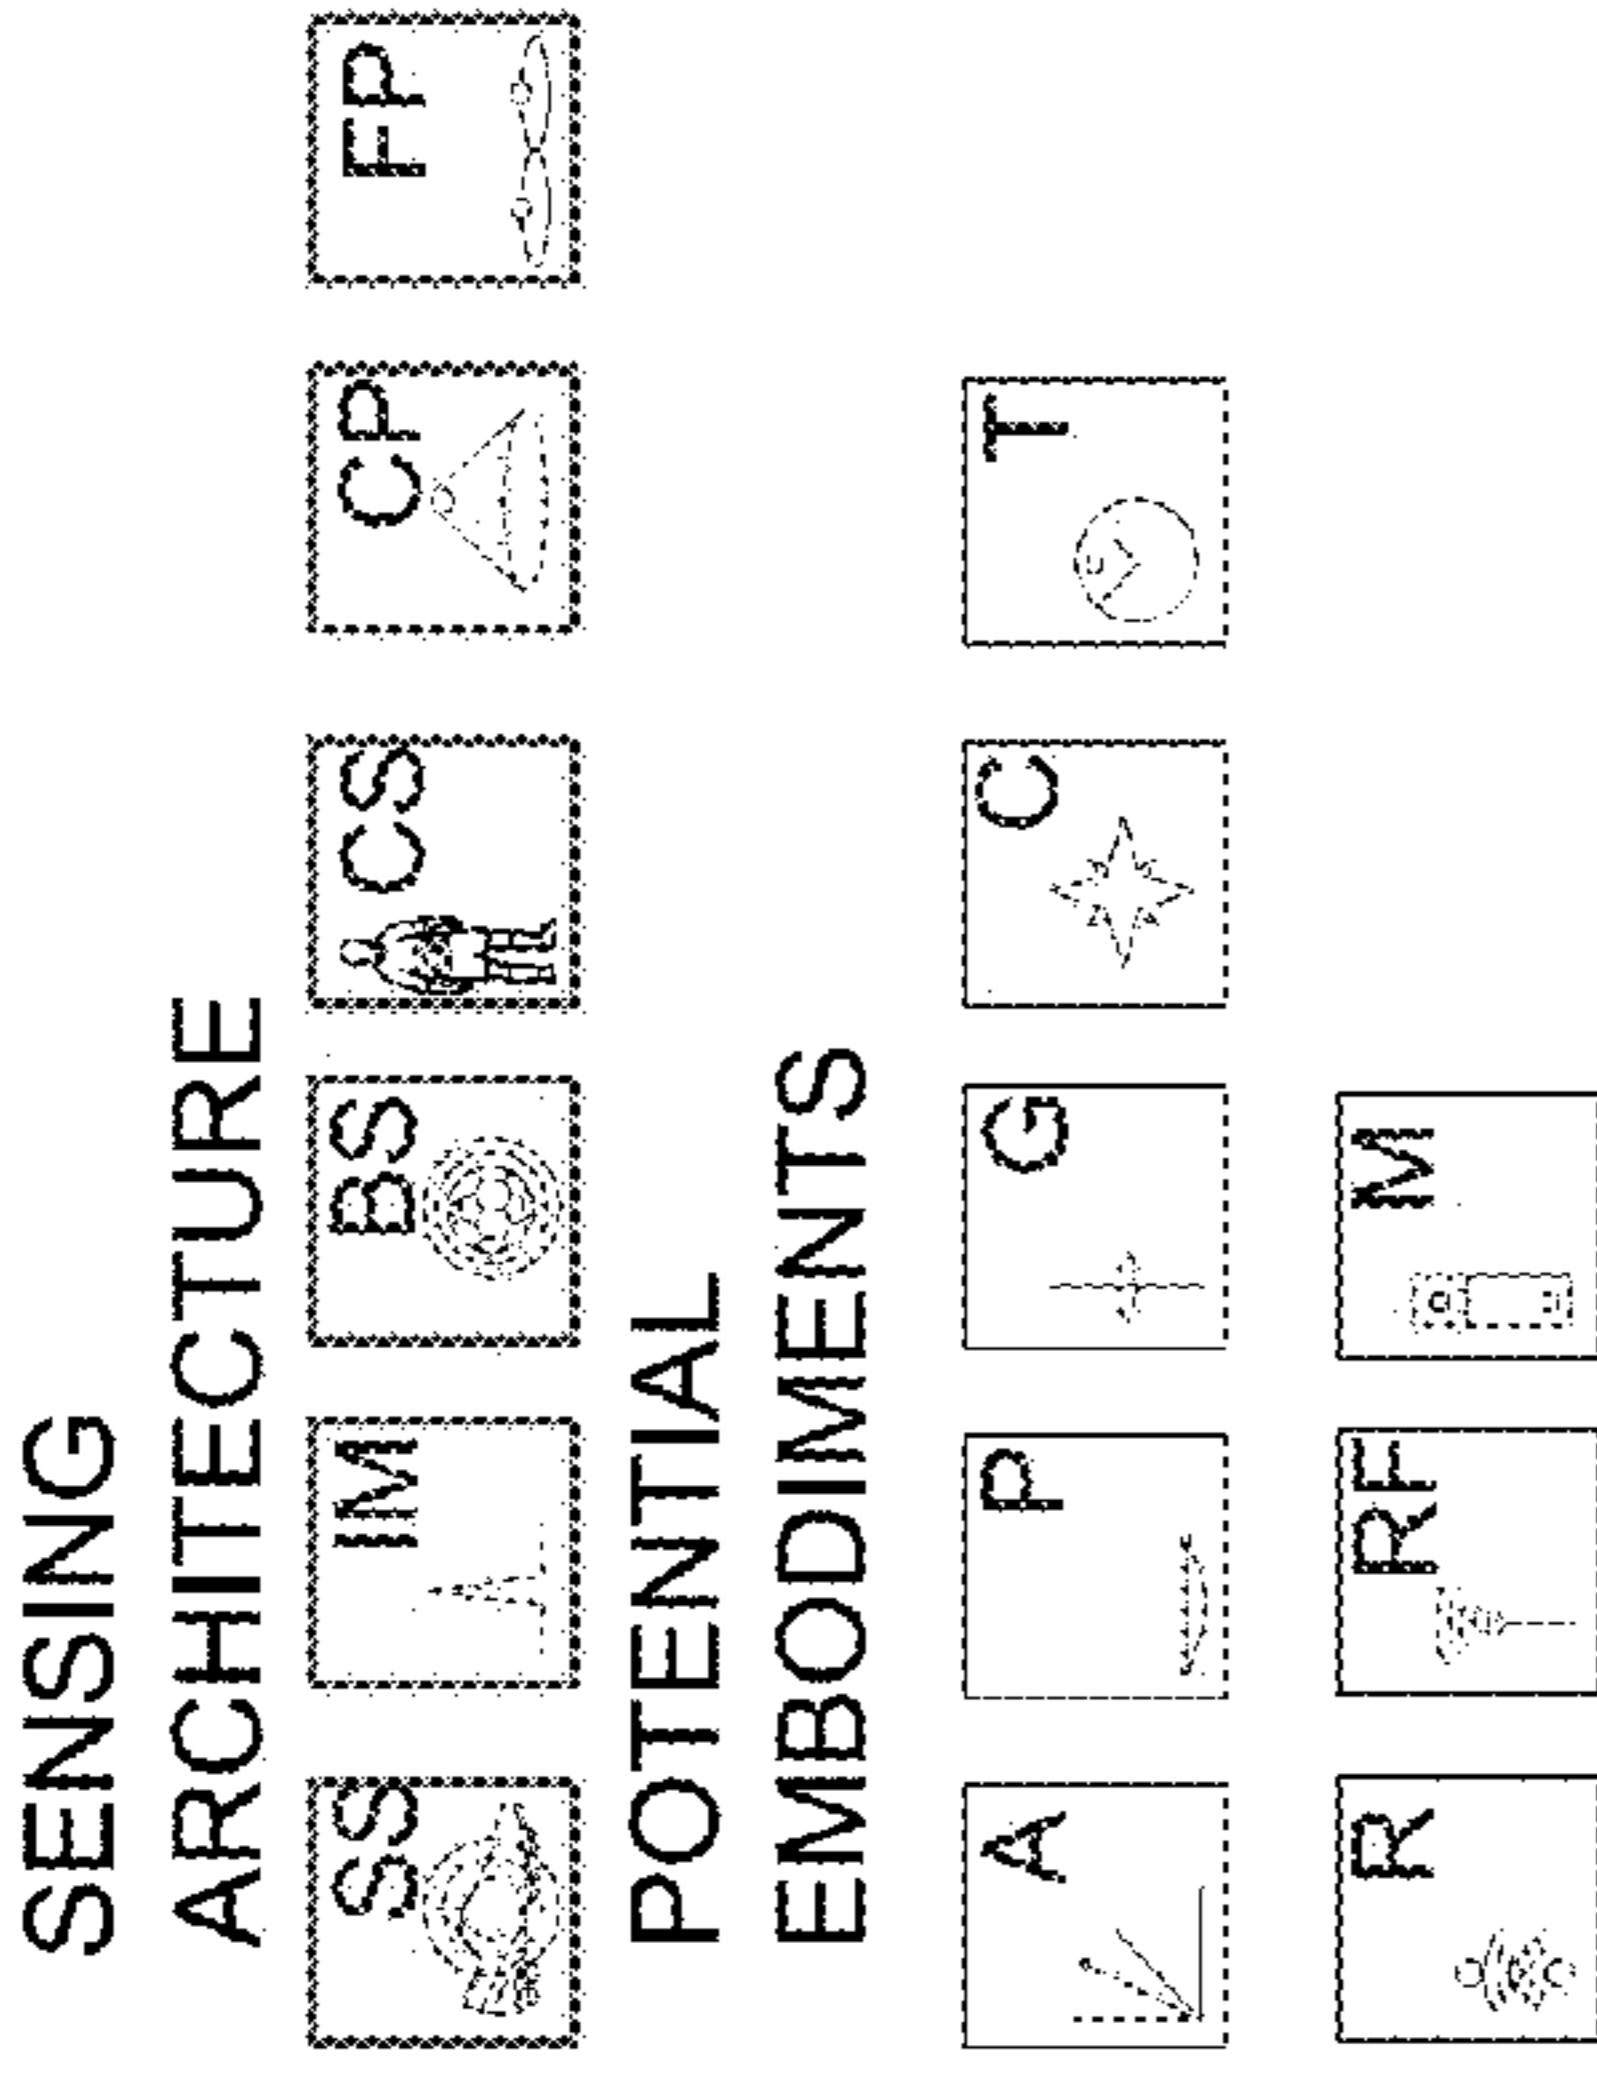 SENSING
ARCHITECTURE
SS IM BS CS CP FP
POTENTIAL
EMBODIMENTS
A P G C T
R RF M